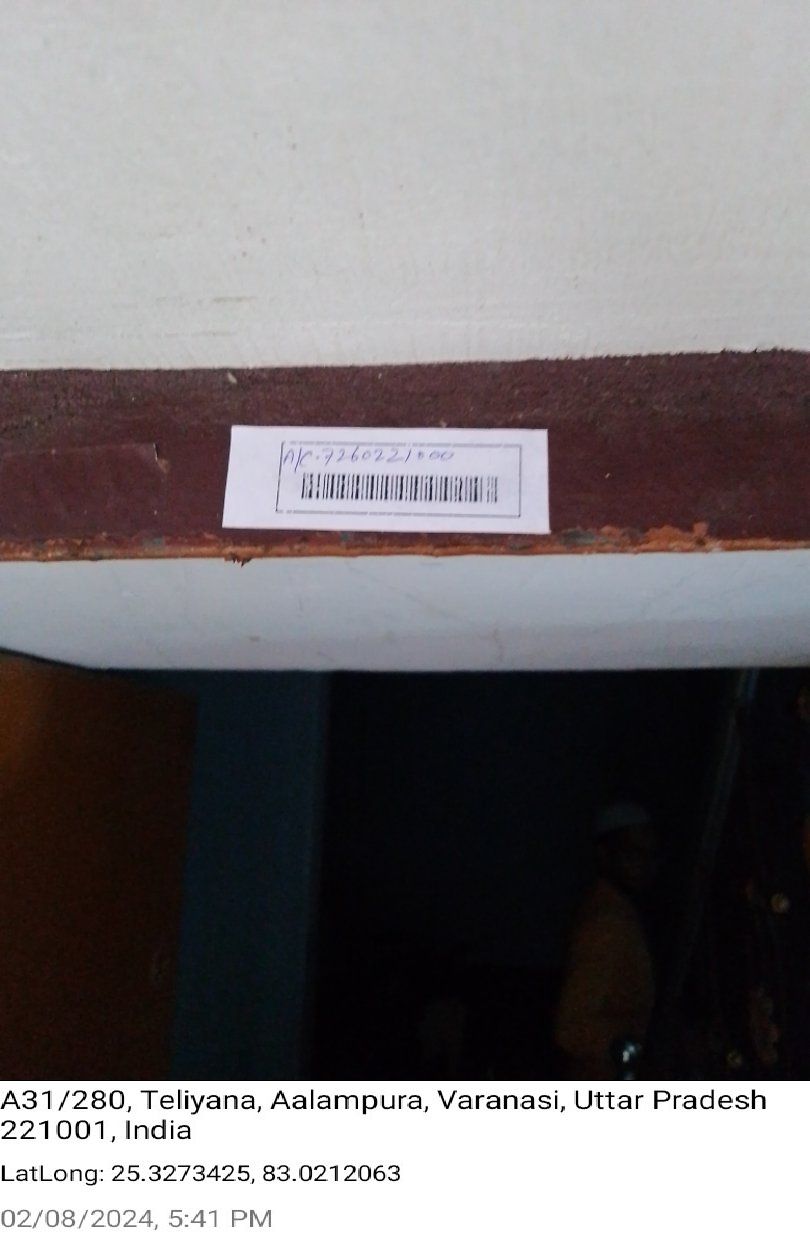 A/C-7260221000
A31/280, Teliyana, Aalampura, Varanasi, Uttar Pradesh
221001, India
LatLong: 25.3273425, 83.0212063
02/08/2024, 5:41 PM